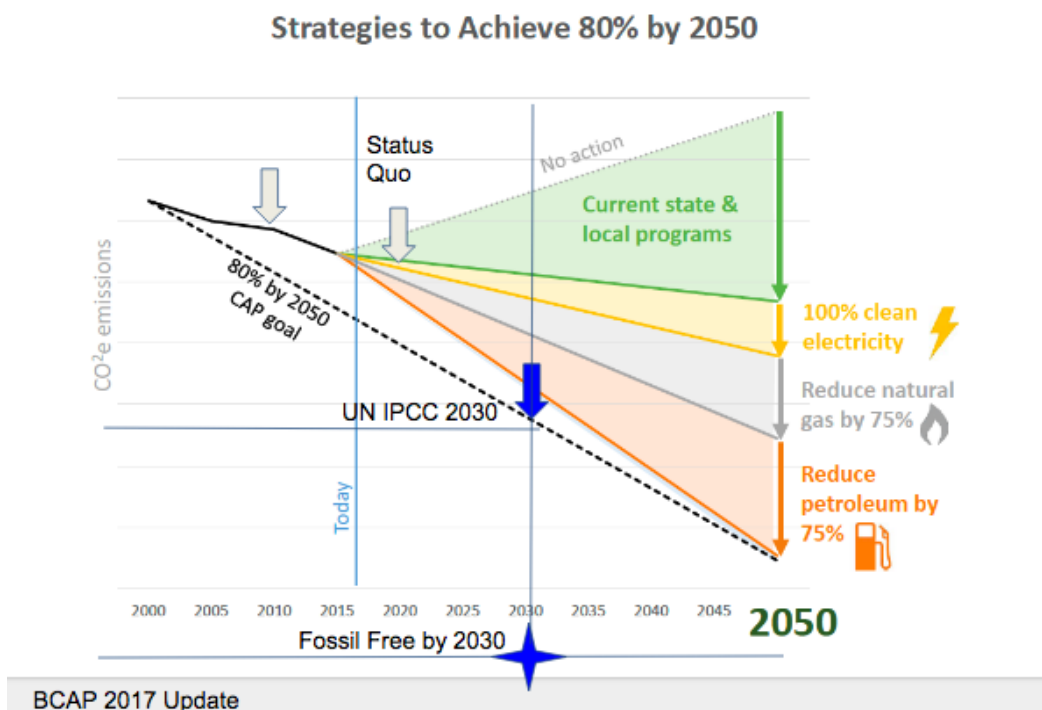 Strategies to Achieve 80% by 2050
Status
Quo
No action
Current state &
local programs
CO²e emissions
80% by 2050
CAP goal
100% clean
electricity
UN IPCC 2030
Reduce natural
gas by 75%
Today
Reduce
petroleum by
75%
2000 2005 2010 2015 2020 2025 2030 2035 2040 2045 2050
Fossil Free by 2030
BCAP 2017 Update